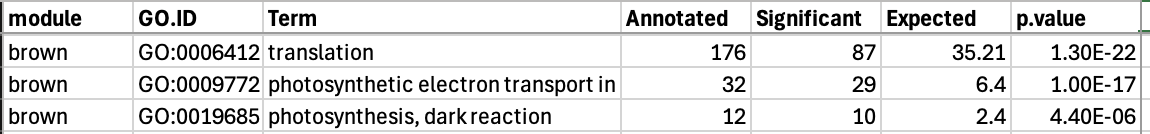 module GO.ID Term Annotated Significant Expected p.value
brown GO:0006412 translation 176 87 35.21 1.30E-22
brown GO:0009772 photosynthetic electron transport in 32 29 6.4 1.00E-17
brown GO:0019685 photosynthesis, dark reaction 12 10 2.4 4.40E-06